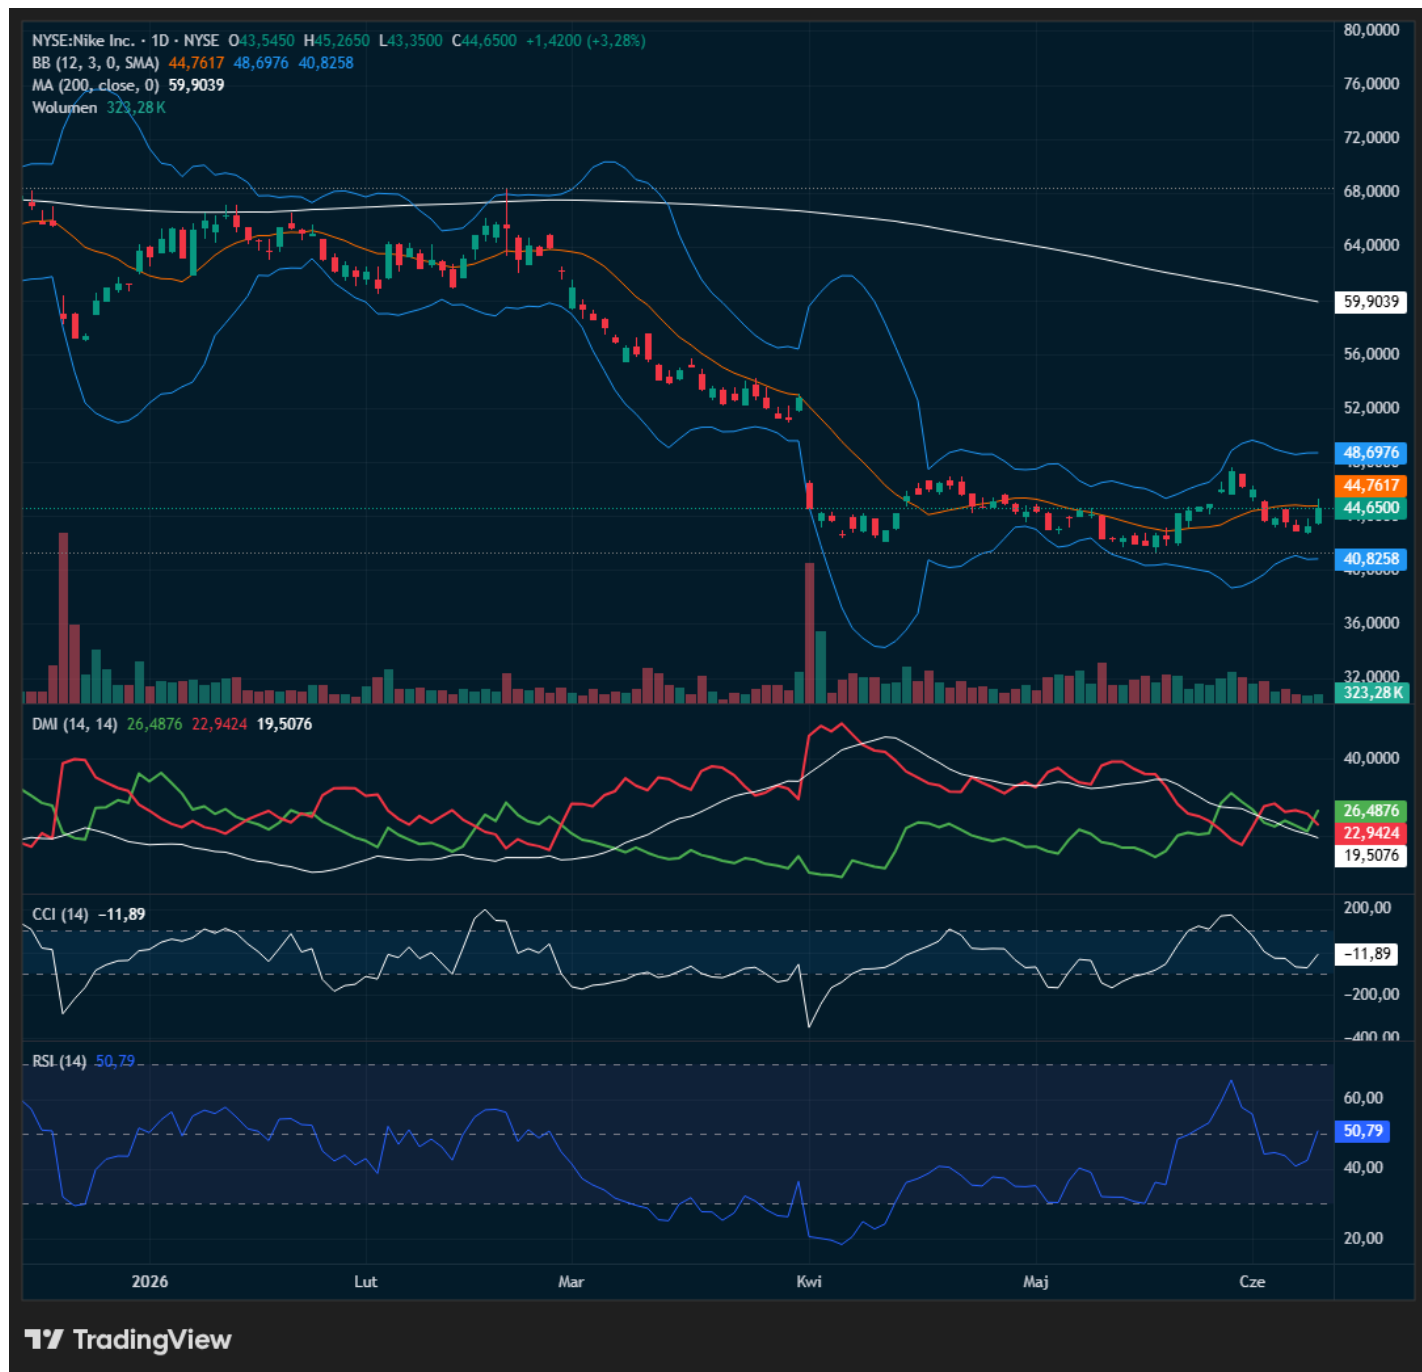 NYSE:Nike Inc. · 1D · NYSE O43,5450 H45,2650 L43,3500 C44,6500 +1,4200 (+3,28%)
BB (12, 3, 0, SMA) 44,7617 48,6976 40,8258
MA (200, close, 0) 59,9039
Wolumen 323,28 K
80,0000
76,0000
72,0000
68,0000
64,0000
59,9039
56,0000
52,0000
48,6976
44,7617
44,6500
40,8258
36,0000
32,0000
323,28 K
DMI (14, 14) 26,4876 22,9424 19,5076
40,0000
26,4876
22,9424
19,5076
CCI (14) −11,89
200,00
−11,89
−200,00
−400,00
RSI (14) 50,79
60,00
50,79
40,00
20,00
2026 Lut Mar Kwi Maj Cze
TradingView